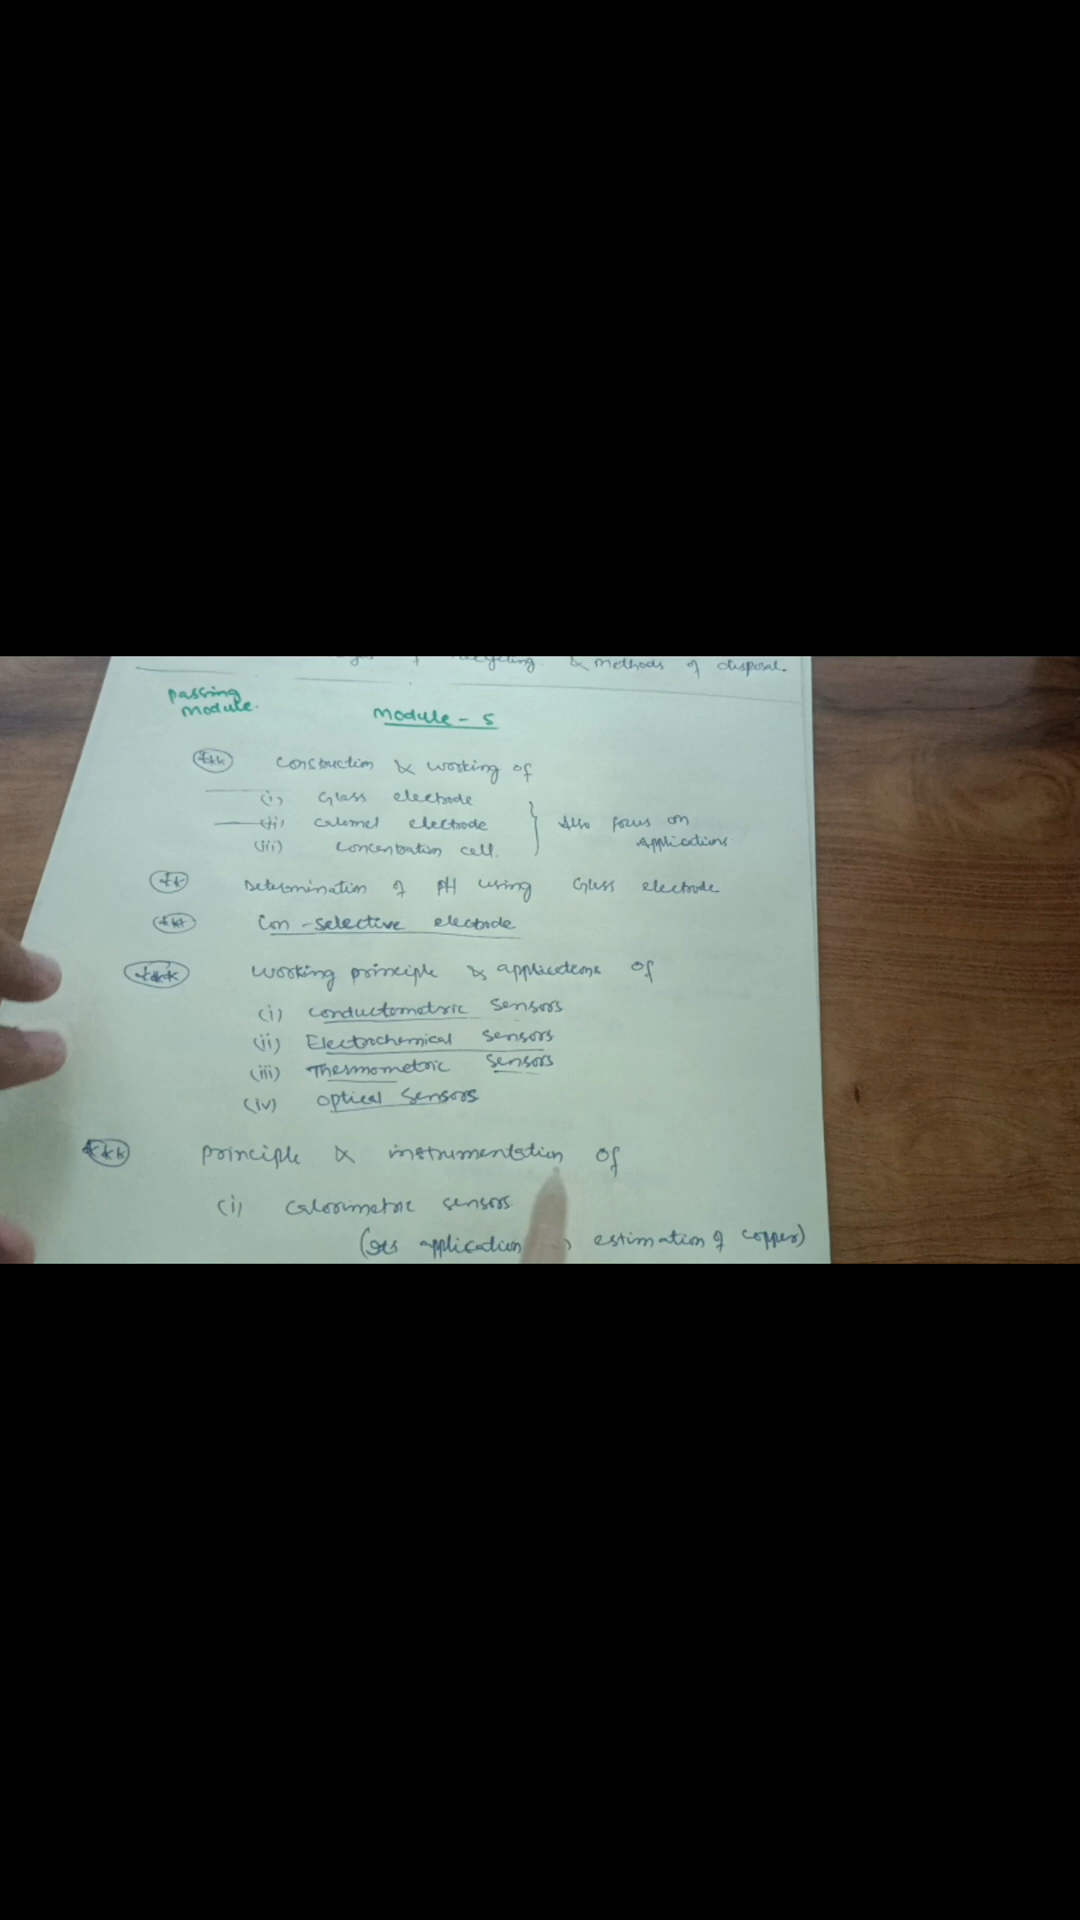 recycling & methods of disposal.
Passing
Module.
Module - 5
*** Construction & working of
(i) Glass electrode
(ii) calomel electrode
(iii) concentration cell.
Also focus on
Applications
** Determination of pH using Glass electrode
*** Ion - selective electrode
*** working principle & applications of
(i) conductometric sensors
(ii) Electrochemical sensors
(iii) Thermometric sensors
(iv) optical sensors
*** principle & instrumentation of
(i) calorimetric sensors
application estimation of copper)